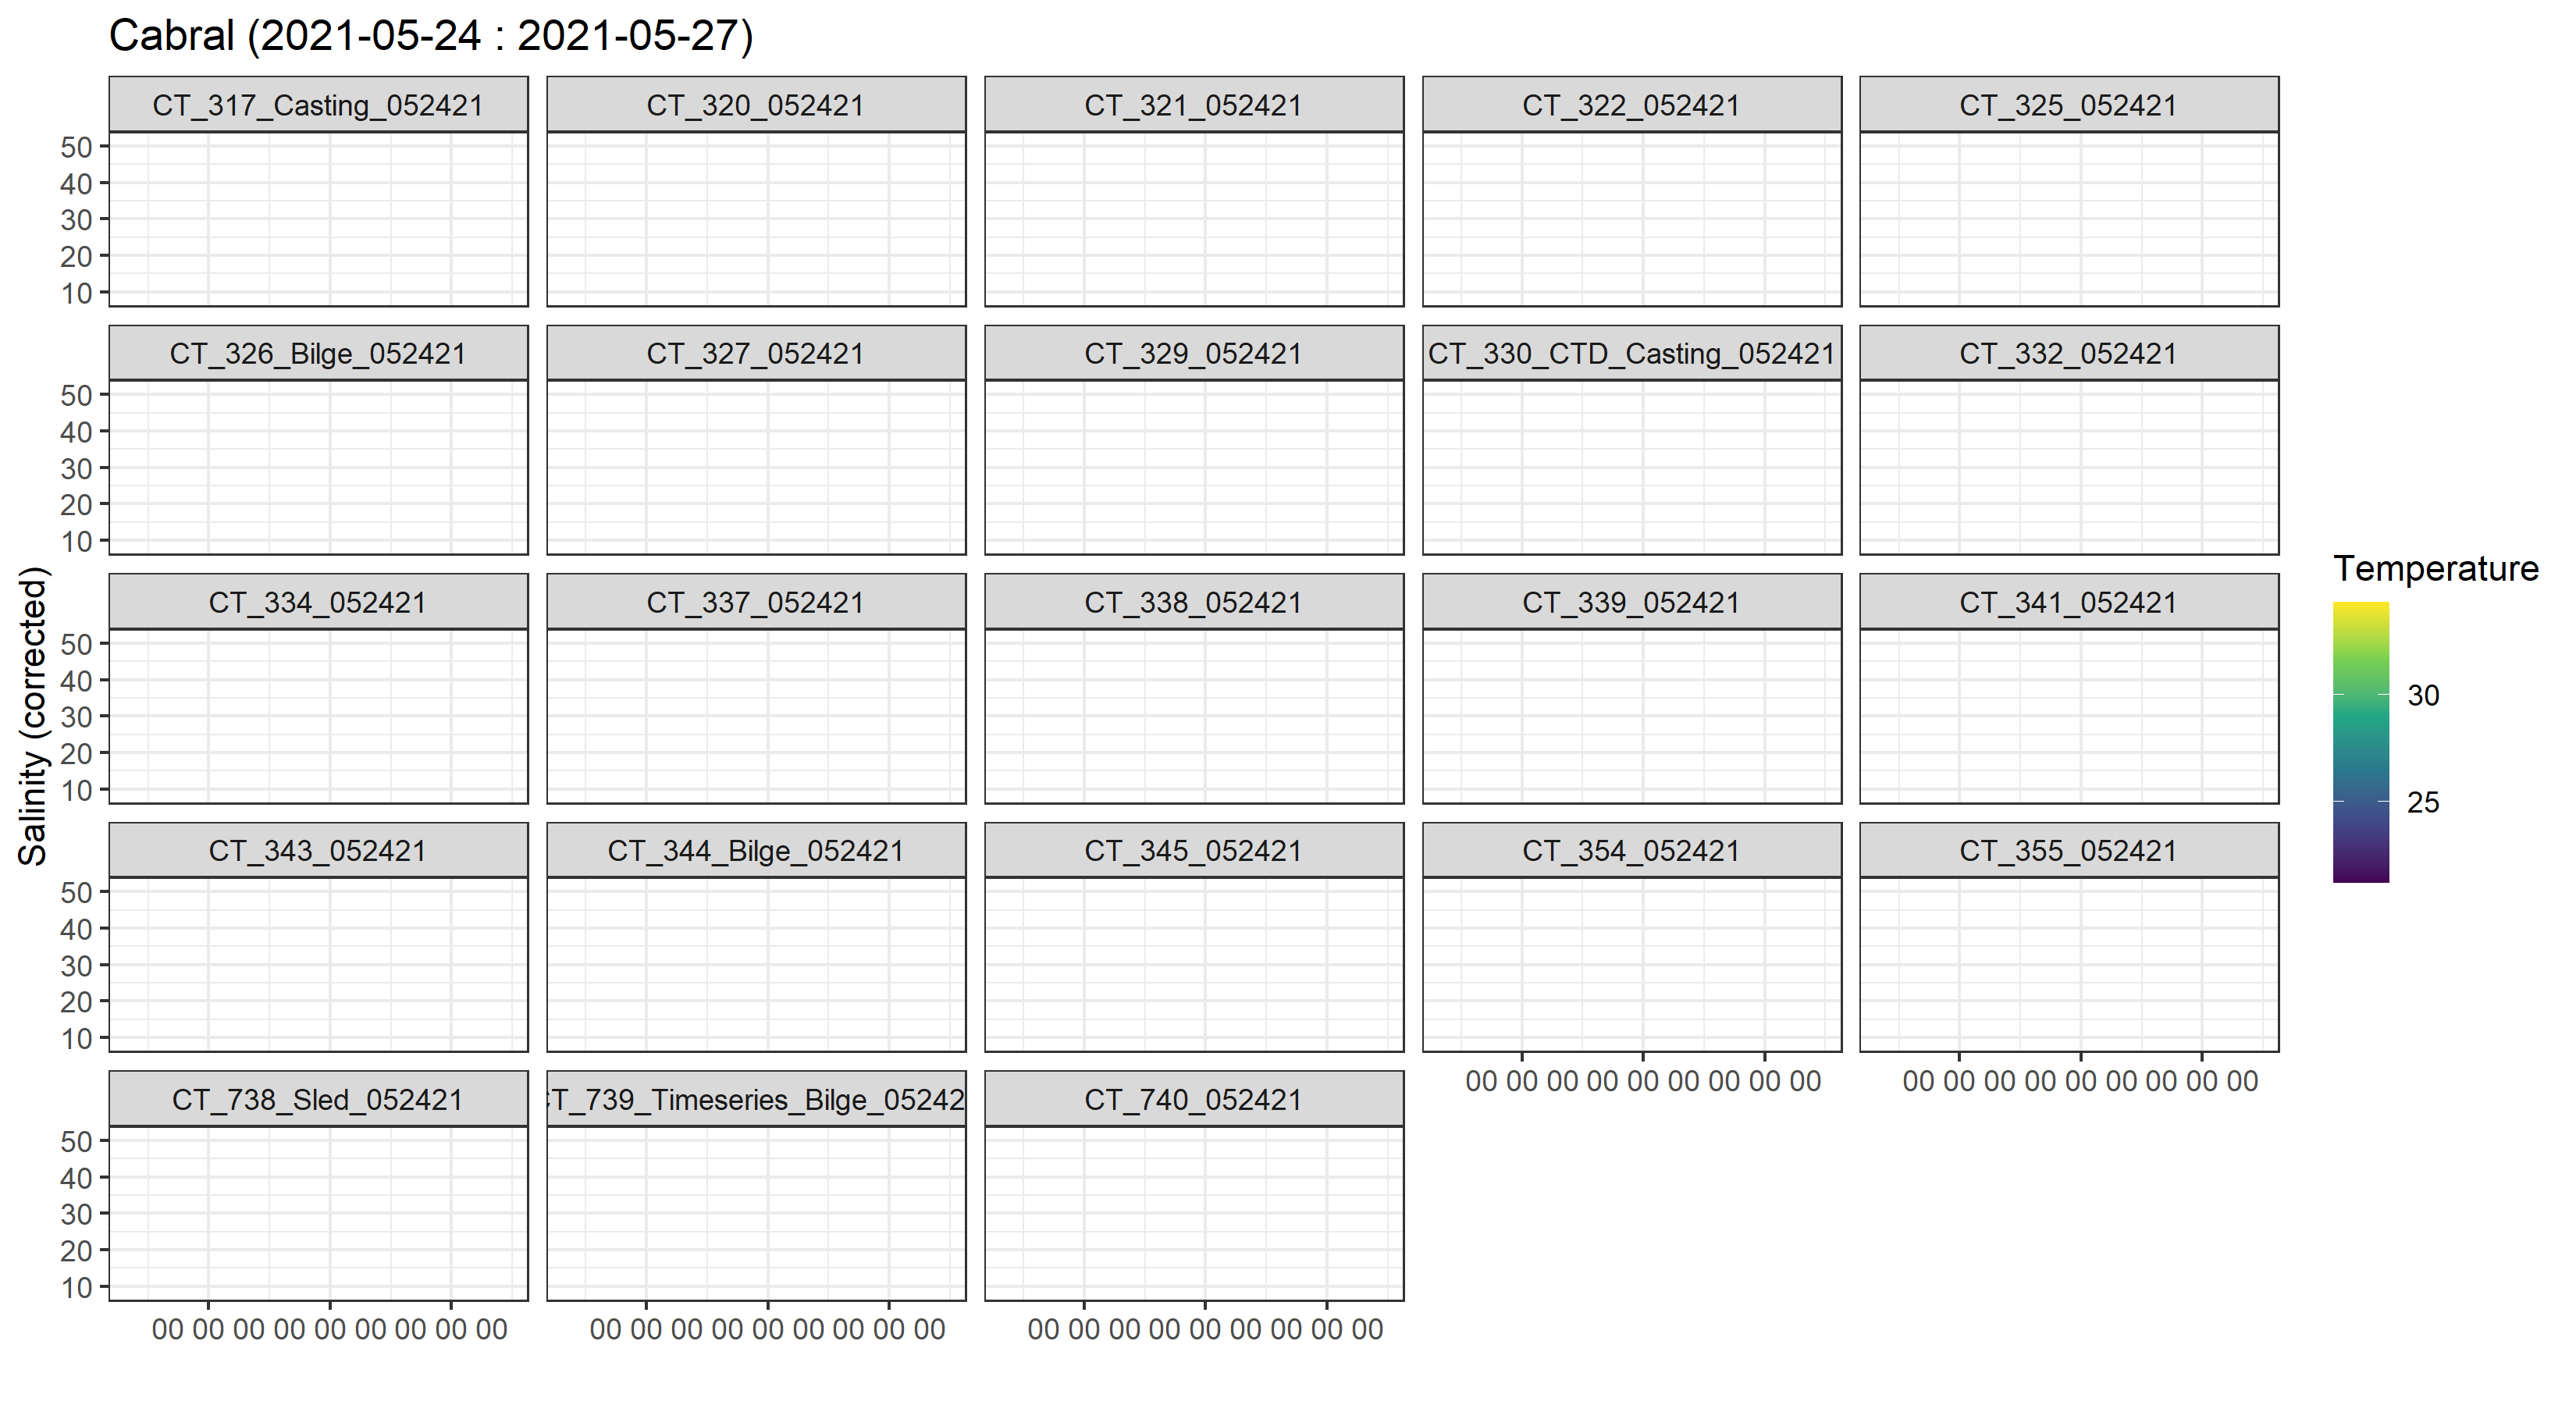 Cabral (2021-05-24 : 2021-05-27)
CT_317_Casting_052421 CT_320_052421 CT_321_052421 CT_322_052421 CT_325_052421
50
40
30
20
10
CT_326_Bilge_052421 CT_327_052421 CT_329_052421 CT_330_CTD_Casting_052421 CT_332_052421
50
40
30
20
10
CT_334_052421 CT_337_052421 CT_338_052421 CT_339_052421 CT_341_052421
50
40
30
20
10
CT_343_052421 CT_344_Bilge_052421 CT_345_052421 CT_354_052421 CT_355_052421
50
40
30
20
10
00 00 00 00 00 00 00 00 00 00 00 00 00 00 00 00 00 00
CT_738_Sled_052421 CT_739_Timeseries_Bilge_05242 CT_740_052421
50
40
30
20
10
00 00 00 00 00 00 00 00 00 00 00 00 00 00 00 00 00 00 00 00 00 00 00 00 00 00 00
Salinity (corrected)
Temperature
30
25